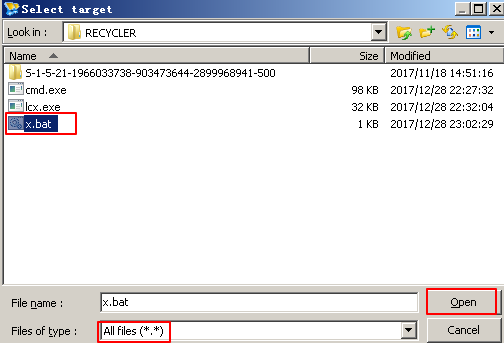 Select target
Look in : RECYCLER
Name Size Modified
S-1-5-21-1966033738-903473644-2899968941-500 2017/11/18 14:51:16
cmd.exe 98 KB 2017/12/28 22:27:32
lcx.exe 32 KB 2017/12/28 22:32:04
x.bat 1 KB 2017/12/28 23:02:29
File name : x.bat Open
Files of type : All files (*.*) Cancel